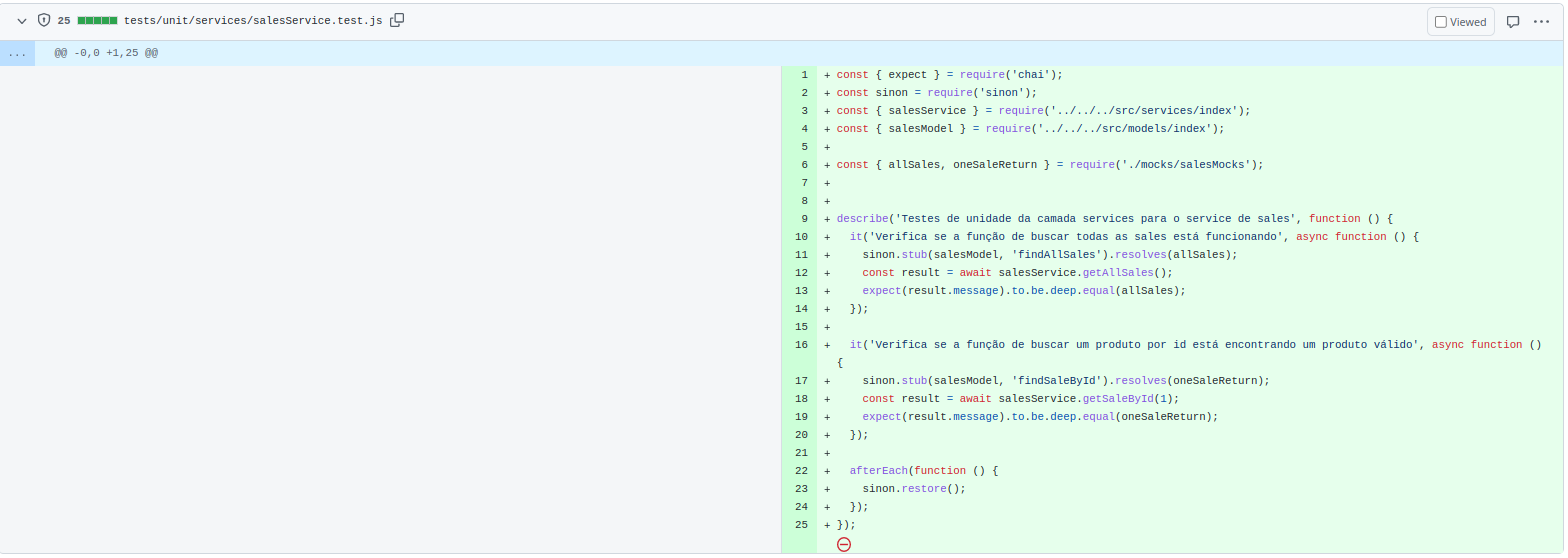 25 tests/unit/services/salesService.test.js Viewed
... @@ -0,0 +1,25 @@
1 + const { expect } = require('chai');
2 + const sinon = require('sinon');
3 + const { salesService } = require('../../../src/services/index');
4 + const { salesModel } = require('../../../src/models/index');
5 +
6 + const { allSales, oneSaleReturn } = require('./mocks/salesMocks');
7 +
8 +
9 + describe('Testes de unidade da camada services para o service de sales', function () {
10 +   it('Verifica se a função de buscar todas as sales está funcionando', async function () {
11 +     sinon.stub(salesModel, 'findAllSales').resolves(allSales);
12 +     const result = await salesService.getAllSales();
13 +     expect(result.message).to.be.deep.equal(allSales);
14 +   });
15 +
16 +   it('Verifica se a função de buscar um produto por id está encontrando um produto válido', async function ()
{
17 +     sinon.stub(salesModel, 'findSaleById').resolves(oneSaleReturn);
18 +     const result = await salesService.getSaleById(1);
19 +     expect(result.message).to.be.deep.equal(oneSaleReturn);
20 +   });
21 +
22 +   afterEach(function () {
23 +     sinon.restore();
24 +   });
25 + });